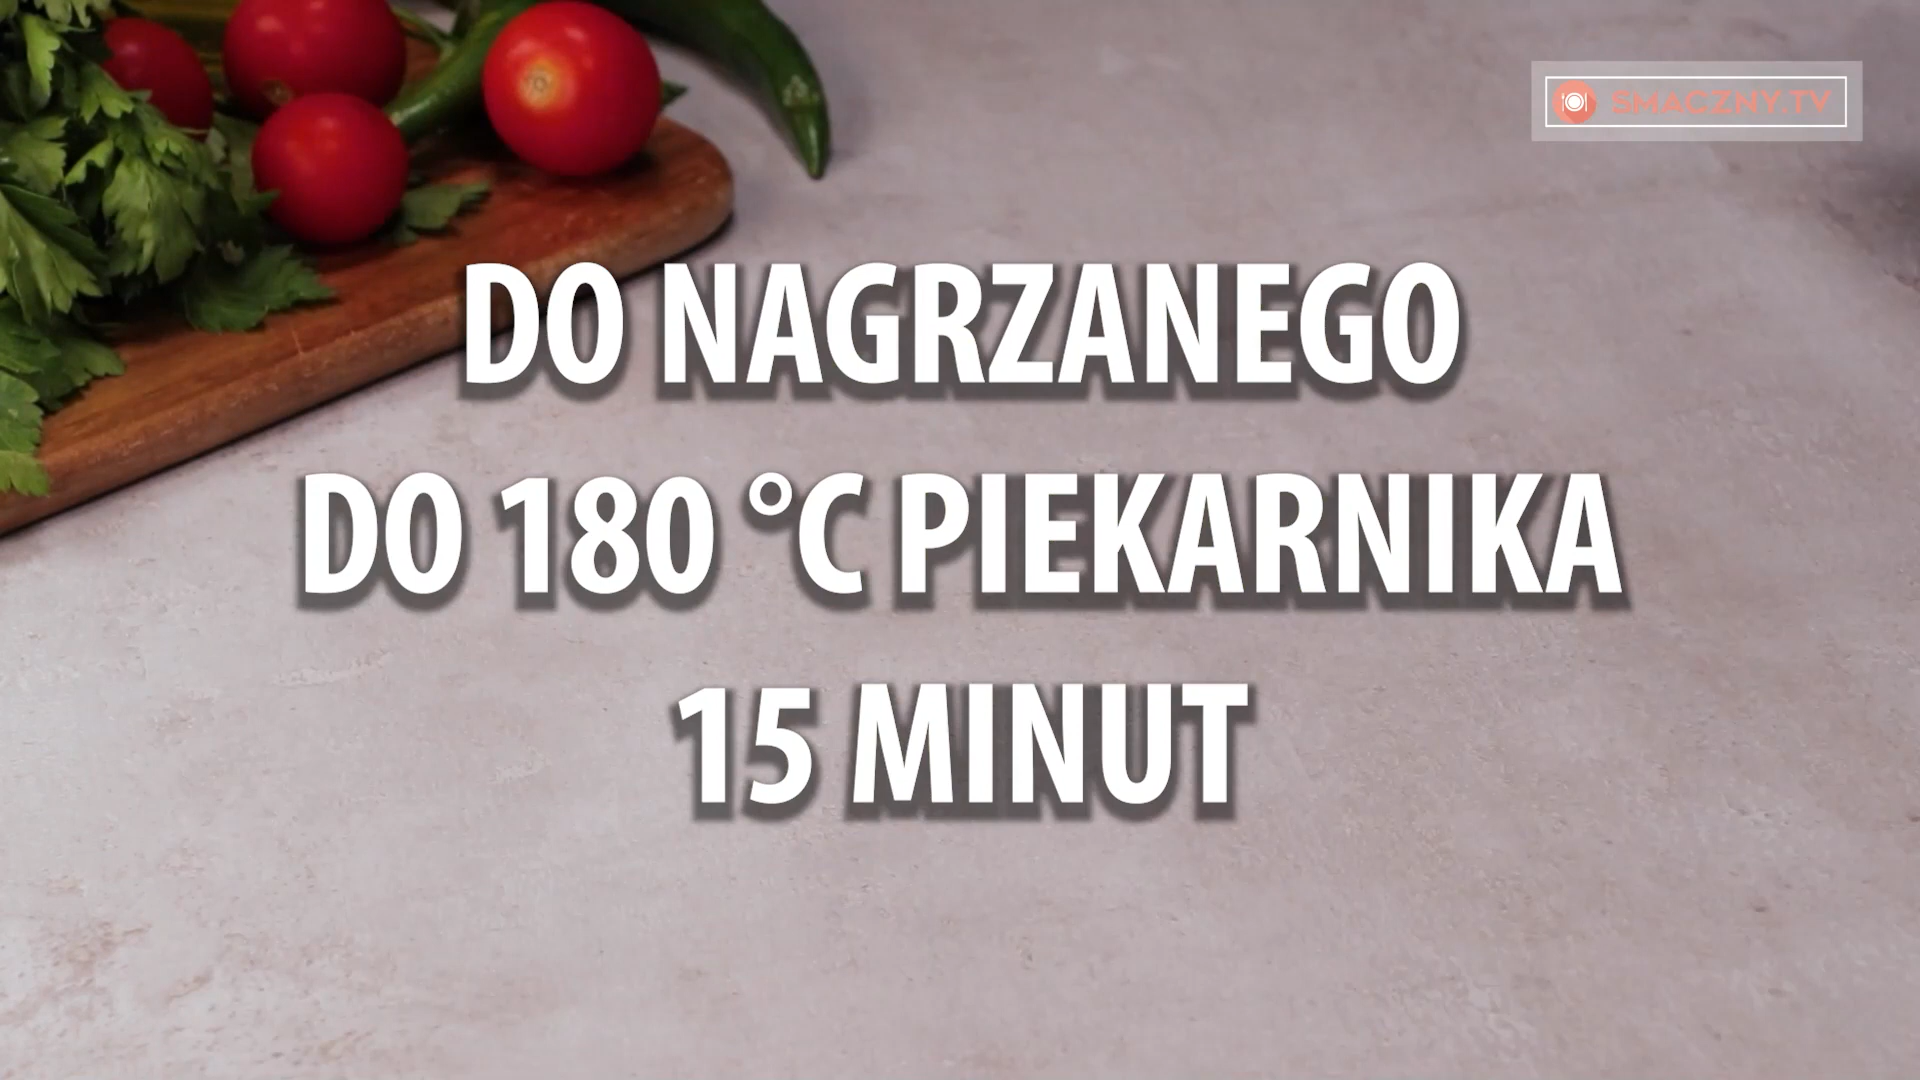 SMACZNY.TV
DO NAGRZANEGO
DO 180 °C PIEKARNIKA
15 MINUT